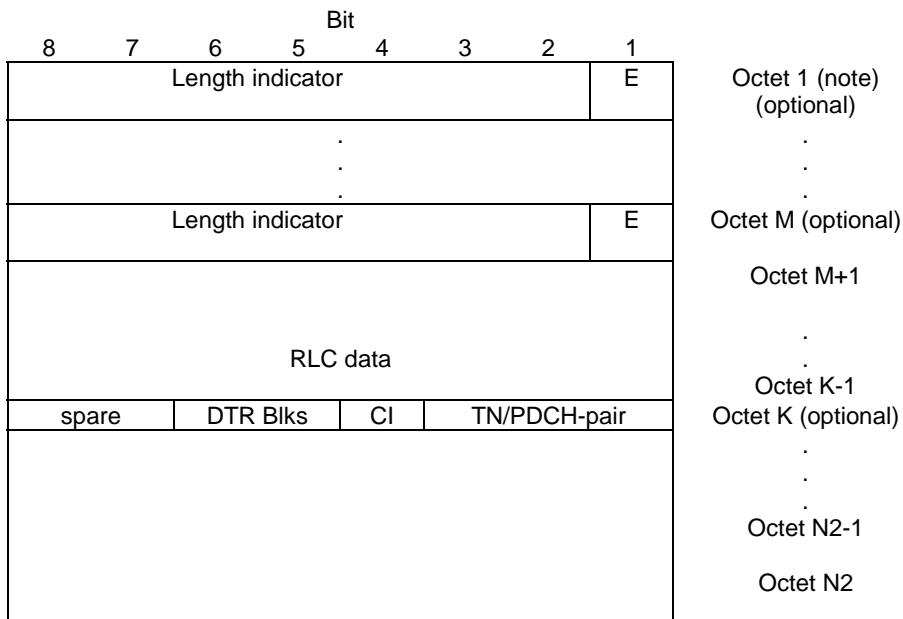 Bit
8 7 6 5 4 3 2 1
Length indicator E Octet 1 (note)
(optional)
. .
. .
. .
Length indicator E Octet M (optional)
Octet M+1
.
RLC data .
Octet K-1
spare DTR Blks CI TN/PDCH-pair Octet K (optional)
.
.
.
Octet N2-1
Octet N2